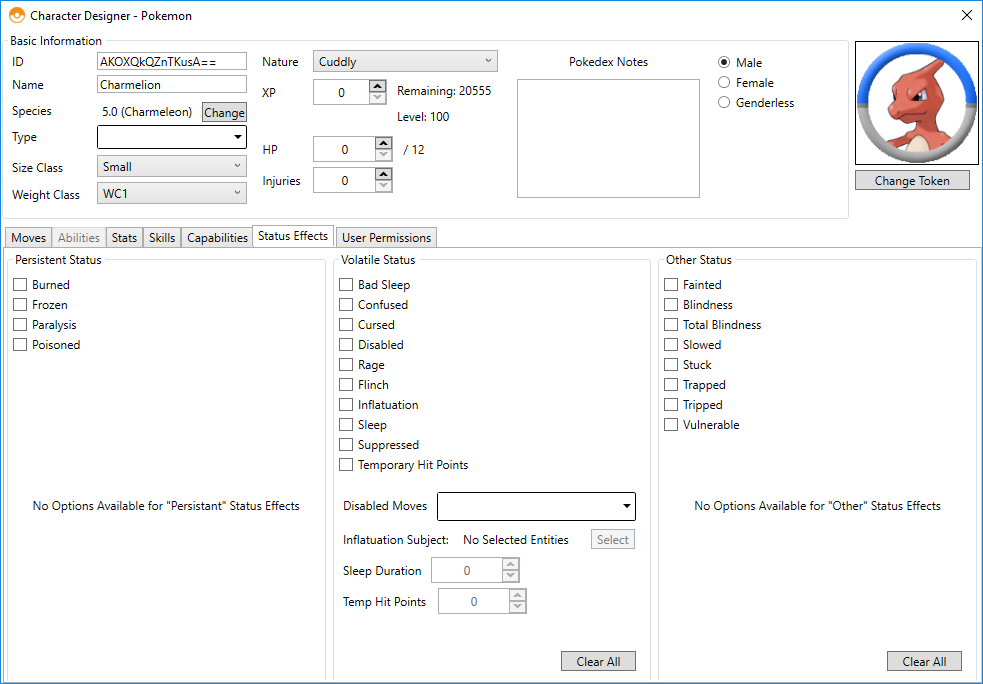 Character Designer - Pokemon
Basic Information
ID AKOXQkQZnTKusA==
Name Charmelion
Species 5.0 (Charmeleon) Change
Type
Size Class Small
Weight Class WC1
Nature Cuddly
XP 0 Remaining: 20555
Level: 100
HP 0 / 12
Injuries 0
Pokedex Notes
Male
Female
Genderless
Change Token
Moves Abilities Stats Skills Capabilities Status Effects User Permissions
Persistent Status
Burned
Frozen
Paralysis
Poisoned
No Options Available for "Persistant" Status Effects
Volatile Status
Bad Sleep
Confused
Cursed
Disabled
Rage
Flinch
Inflatuation
Sleep
Suppressed
Temporary Hit Points
Disabled Moves
Inflatuation Subject: No Selected Entities Select
Sleep Duration 0
Temp Hit Points 0
Clear All
Other Status
Fainted
Blindness
Total Blindness
Slowed
Stuck
Trapped
Tripped
Vulnerable
No Options Available for "Other" Status Effects
Clear All